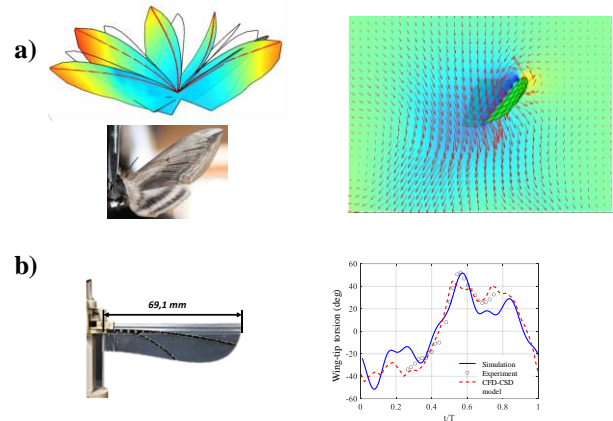 a)
b)
69,1 mm
Wing-tip torsion (deg)
60
40
20
0
-20
-40
-60
Simulation
Experiment
CFD-CSD
model
0
0.2
0.4
0.6
0.8
1
t/T